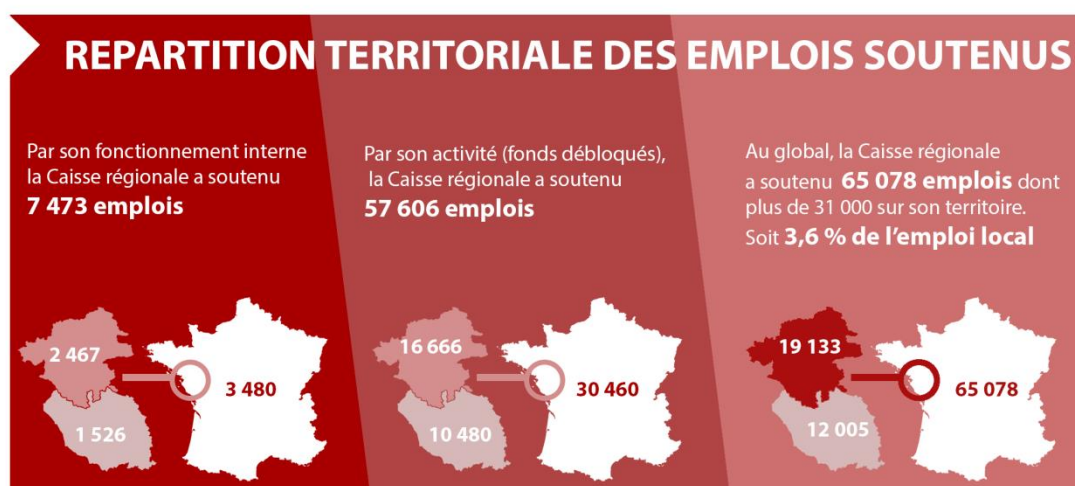 REPARTITION TERRITORIALE DES EMPLOIS SOUTENUS
Par son fonctionnement interne
la Caisse régionale a soutenu
7 473 emplois
2 467
1 526
3 480
Par son activité (fonds débloqués),
la Caisse régionale a soutenu
57 606 emplois
16 666
10 480
30 460
Au global, la Caisse régionale
a soutenu 65 078 emplois dont
plus de 31 000 sur son territoire.
Soit 3,6 % de l'emploi local
19 133
12 005
65 078